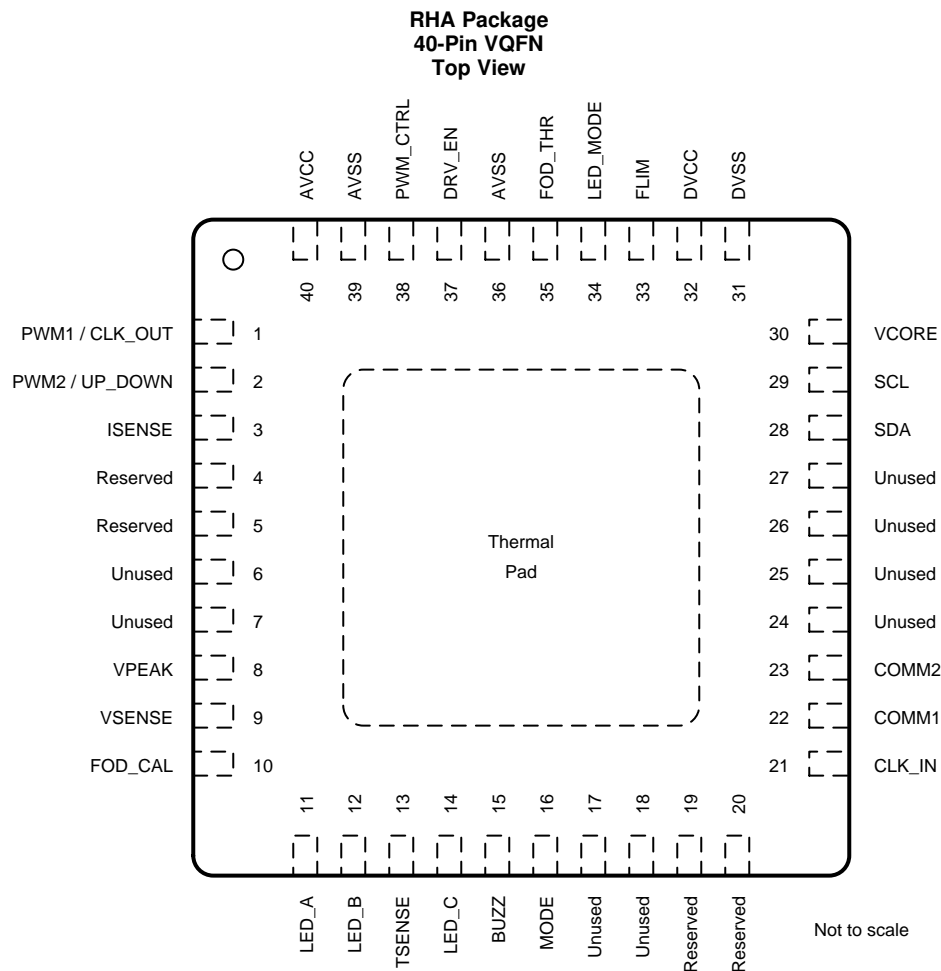 RHA Package
40-Pin VQFN
Top View
AVCC
AVSS
PWM_CTRL
DRV_EN
AVSS
FOD_THR
LED_MODE
FLIM
DVCC
DVSS
40
39
38
37
36
35
34
33
32
31
PWM1 / CLK_OUT 1
PWM2 / UP_DOWN 2
ISENSE 3
Reserved 4
Reserved 5
Unused 6
Unused 7
VPEAK 8
VSENSE 9
FOD_CAL 10
Thermal
Pad
30 VCORE
29 SCL
28 SDA
27 Unused
26 Unused
25 Unused
24 Unused
23 COMM2
22 COMM1
21 CLK_IN
11
12
13
14
15
16
17
18
19
20
LED_A
LED_B
TSENSE
LED_C
BUZZ
MODE
Unused
Unused
Reserved
Reserved
Not to scale